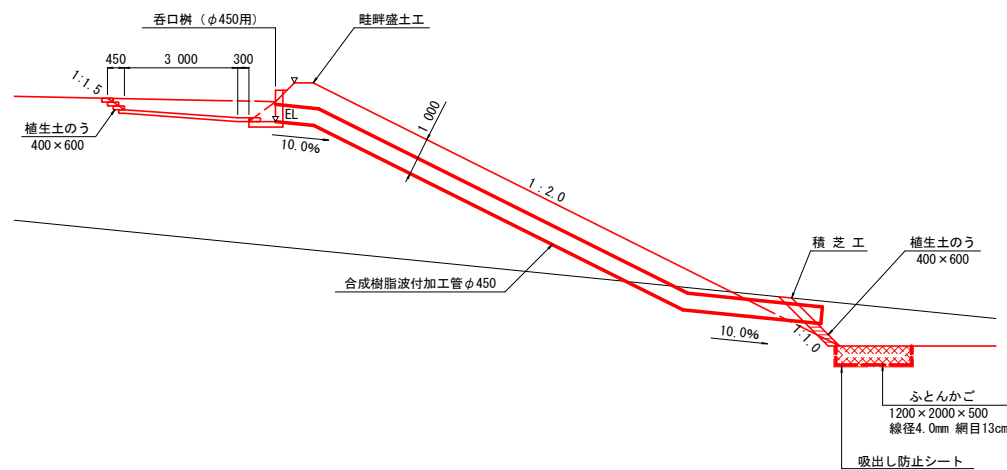 呑口桝（φ450用）
畦畔盛土工
450
3 000
300
1:1.5
EL
植生土のう
400×600
10.0%
1 000
1:2.0
積 芝 工
植生土のう
400×600
合成樹脂波付加工管φ450
10.0%
1:1.0
ふとんかご
1200×2000×500
線径4.0mm 網目13cm
吸出し防止シート